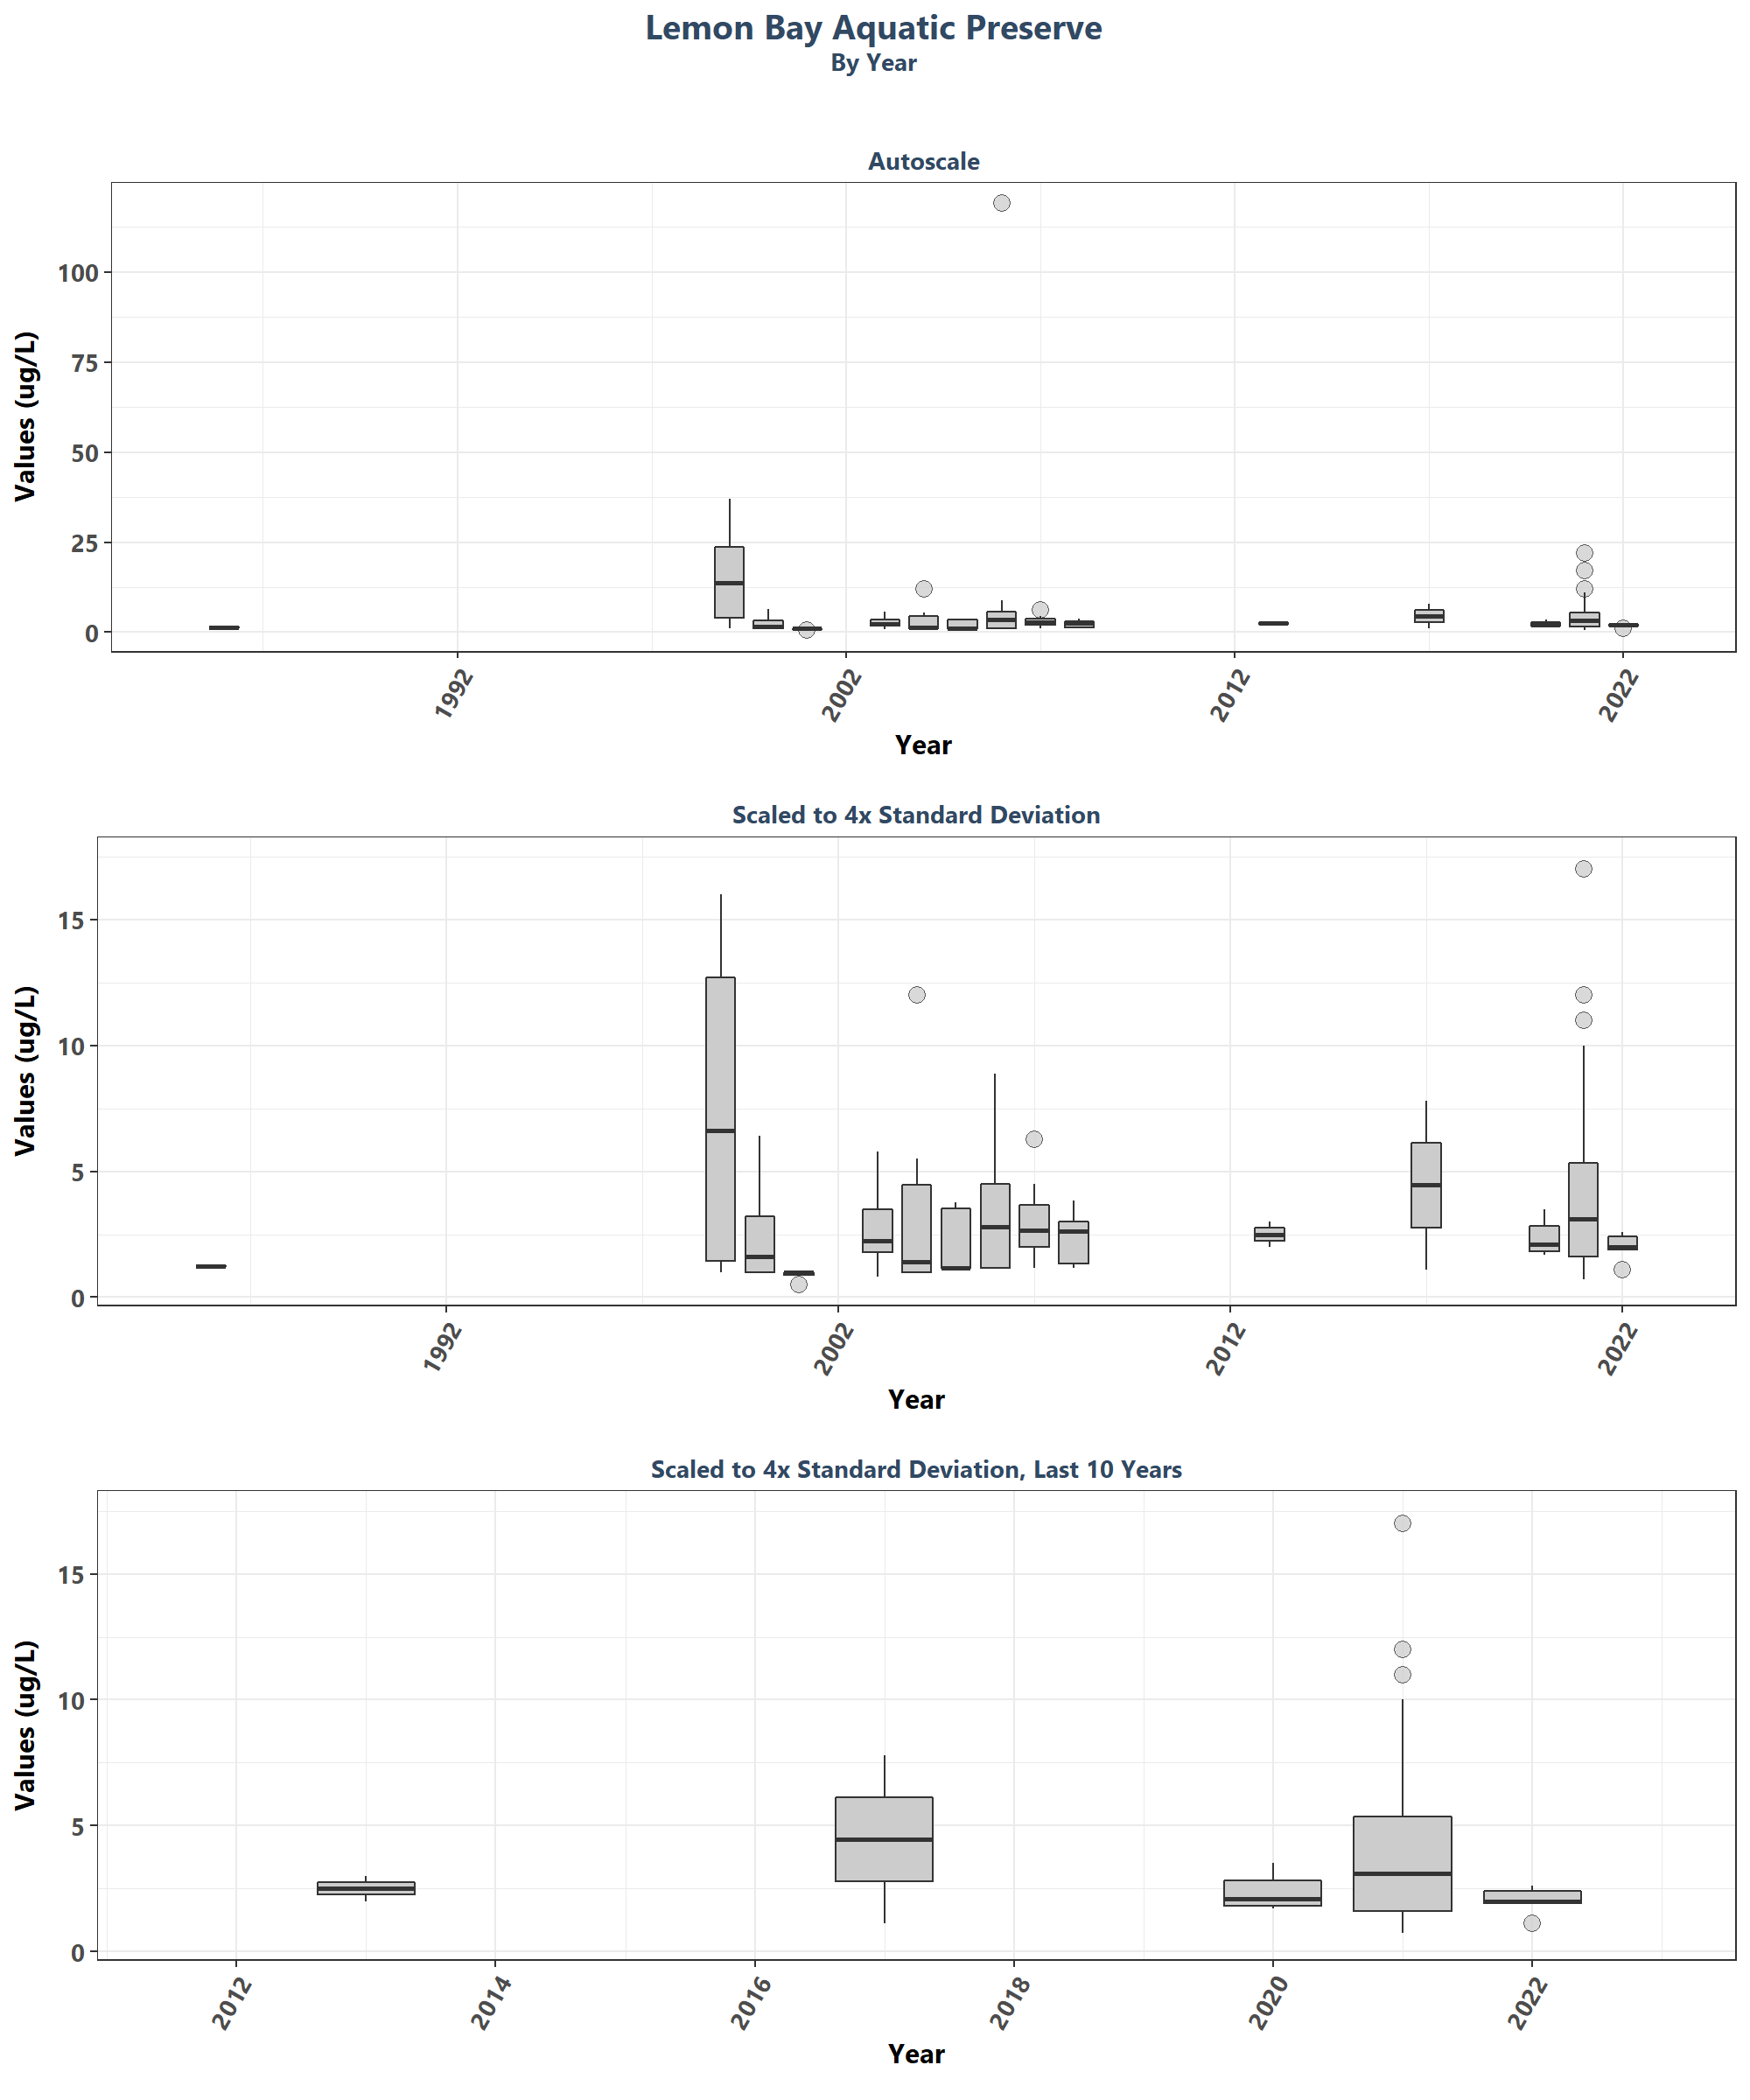 Lemon Bay Aquatic Preserve
By Year
Autoscale
Values (ug/L)
100
75
50
25
0
1992 2002 2012 2022
Year
Scaled to 4x Standard Deviation
Values (ug/L)
15
10
5
0
1992 2002 2012 2022
Year
Scaled to 4x Standard Deviation, Last 10 Years
Values (ug/L)
15
10
5
0
2012 2014 2016 2018 2020 2022
Year